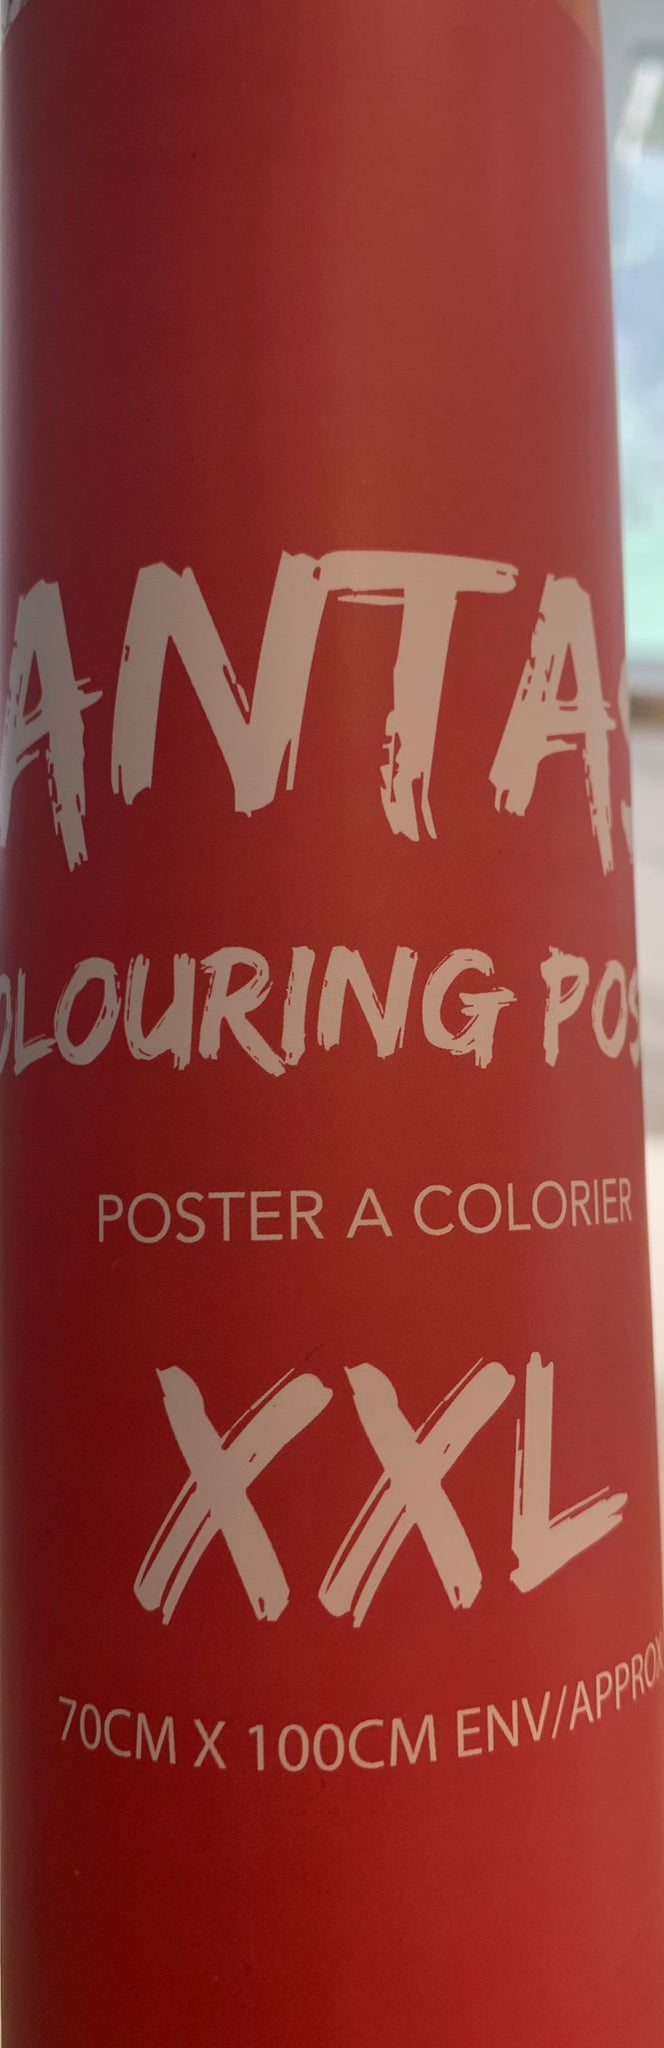 ANTAS
OLOURING POS
POSTER A COLORIER
XXL
70CM X 100CM ENV/APPROX